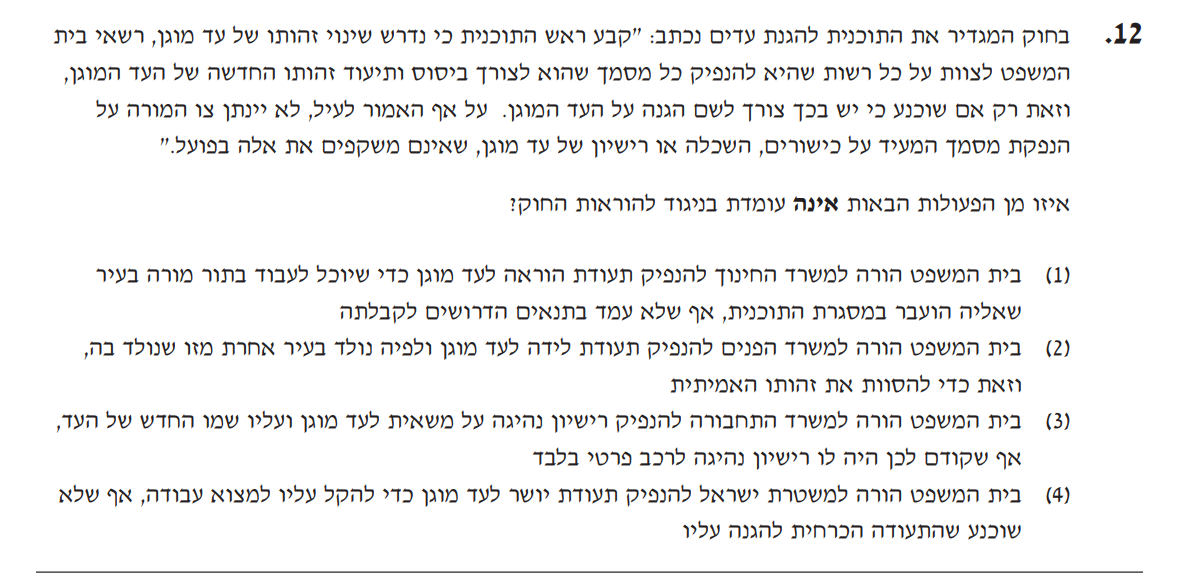 12. בחוק המגדיר את התוכנית להגנת עדים נכתב: "קבע ראש התוכנית כי נדרש שינוי זהותו של עד מוגן, רשאי בית
המשפט לצוות על כל רשות שהיא להנפיק כל מסמך שהוא לצורך ביסוס ותיעוד זהותו החדשה של העד המוגן,
וזאת רק אם שוכנע כי יש בכך צורך לשם הגנה על העד המוגן. על אף האמור לעיל, לא יינתן צו המורה על
הנפקת מסמך המעיד על כישורים, השכלה או רישיון של עד מוגן, שאינם משקפים את אלה בפועל."
איזו מן הפעולות הבאות אינה עומדת בניגוד להוראות החוק?
(1) בית המשפט הורה למשרד החינוך להנפיק תעודת הוראה לעד מוגן כדי שיוכל לעבוד בתור מורה בעיר
שאליה הועבר במסגרת התוכנית, אף שלא עמד בתנאים הדרושים לקבלתה
(2) בית המשפט הורה למשרד הפנים להנפיק תעודת לידה לעד מוגן ולפיה נולד בעיר אחרת מזו שנולד בה,
וזאת כדי להסוות את זהותו האמיתית
(3) בית המשפט הורה למשרד התחבורה להנפיק רישיון נהיגה על משאית לעד מוגן ועליו שמו החדש של העד,
אף שקודם לכן היה לו רישיון נהיגה לרכב פרטי בלבד
(4) בית המשפט הורה למשטרת ישראל להנפיק תעודת יושר לעד מוגן כדי להקל עליו למצוא עבודה, אף שלא
שוכנע שהתעודה הכרחית להגנה עליו